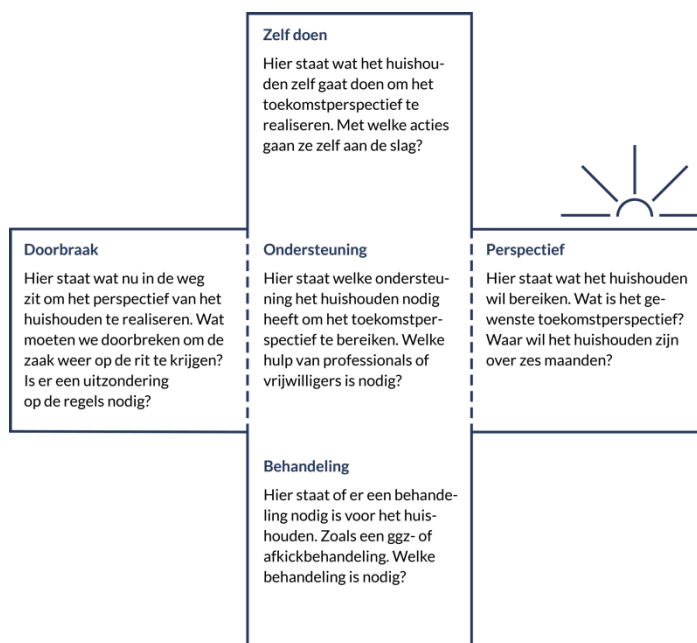 Zelf doen
Hier staat wat het huishou-
den zelf gaat doen om het
toekomstperspectief te
realiseren. Met welke acties
gaan ze zelf aan de slag?
Doorbraak
Hier staat wat nu in de weg
zit om het perspectief van het
huishouden te realiseren. Wat
moeten we doorbreken om de
zaak weer op de rit te krijgen?
Is er een uitzondering
op de regels nodig?
Ondersteuning
Hier staat welke ondersteu-
ning het huishouden nodig
heeft om het toekomstper-
spectief te bereiken. Welke
hulp van professionals of
vrijwilligers is nodig?
Perspectief
Hier staat wat het huishouden
wil bereiken. Wat is het ge-
wenste toekomstperspectief?
Waar wil het huishouden zijn
over zes maanden?
Behandeling
Hier staat of er een behande-
ling nodig is voor het huis-
houden. Zoals een ggz- of
afkickbehandeling. Welke
behandeling is nodig?